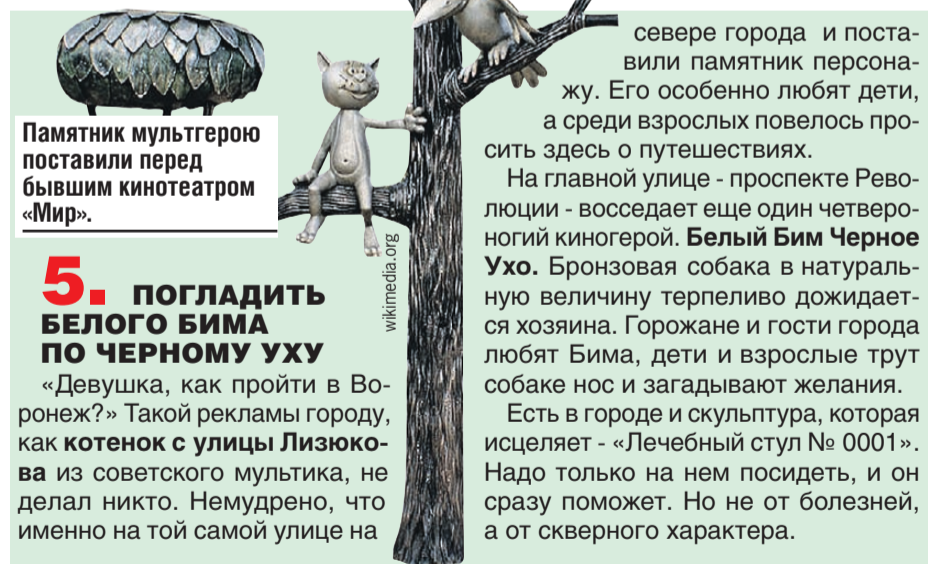 Памятник мультгерою
поставили перед
бывшим кинотеатром
«Мир».
wikimedia.org
5. ПОГЛАДИТЬ
БЕЛОГО БИМА
ПО ЧЕРНОМУ УХУ
«Девушка, как пройти в Во-
ронеж?» Такой рекламы городу,
как котенок с улицы Лизюко-
ва из советского мультика, не
делал никто. Немудрено, что
именно на той самой улице на
севере города и поста-
вили памятник персона-
жу. Его особенно любят дети,
а среди взрослых повелось про-
сить здесь о путешествиях.
На главной улице - проспекте Рево-
люции - восседает еще один четверо-
ногий киногерой. Белый Бим Черное
Ухо. Бронзовая собака в натураль-
ную величину терпеливо дожидает-
ся хозяина. Горожане и гости города
любят Бима, дети и взрослые трут
собаке нос и загадывают желания.
Есть в городе и скульптура, которая
исцеляет - «Лечебный стул № 0001».
Надо только на нем посидеть, и он
сразу поможет. Но не от болезней,
а от скверного характера.